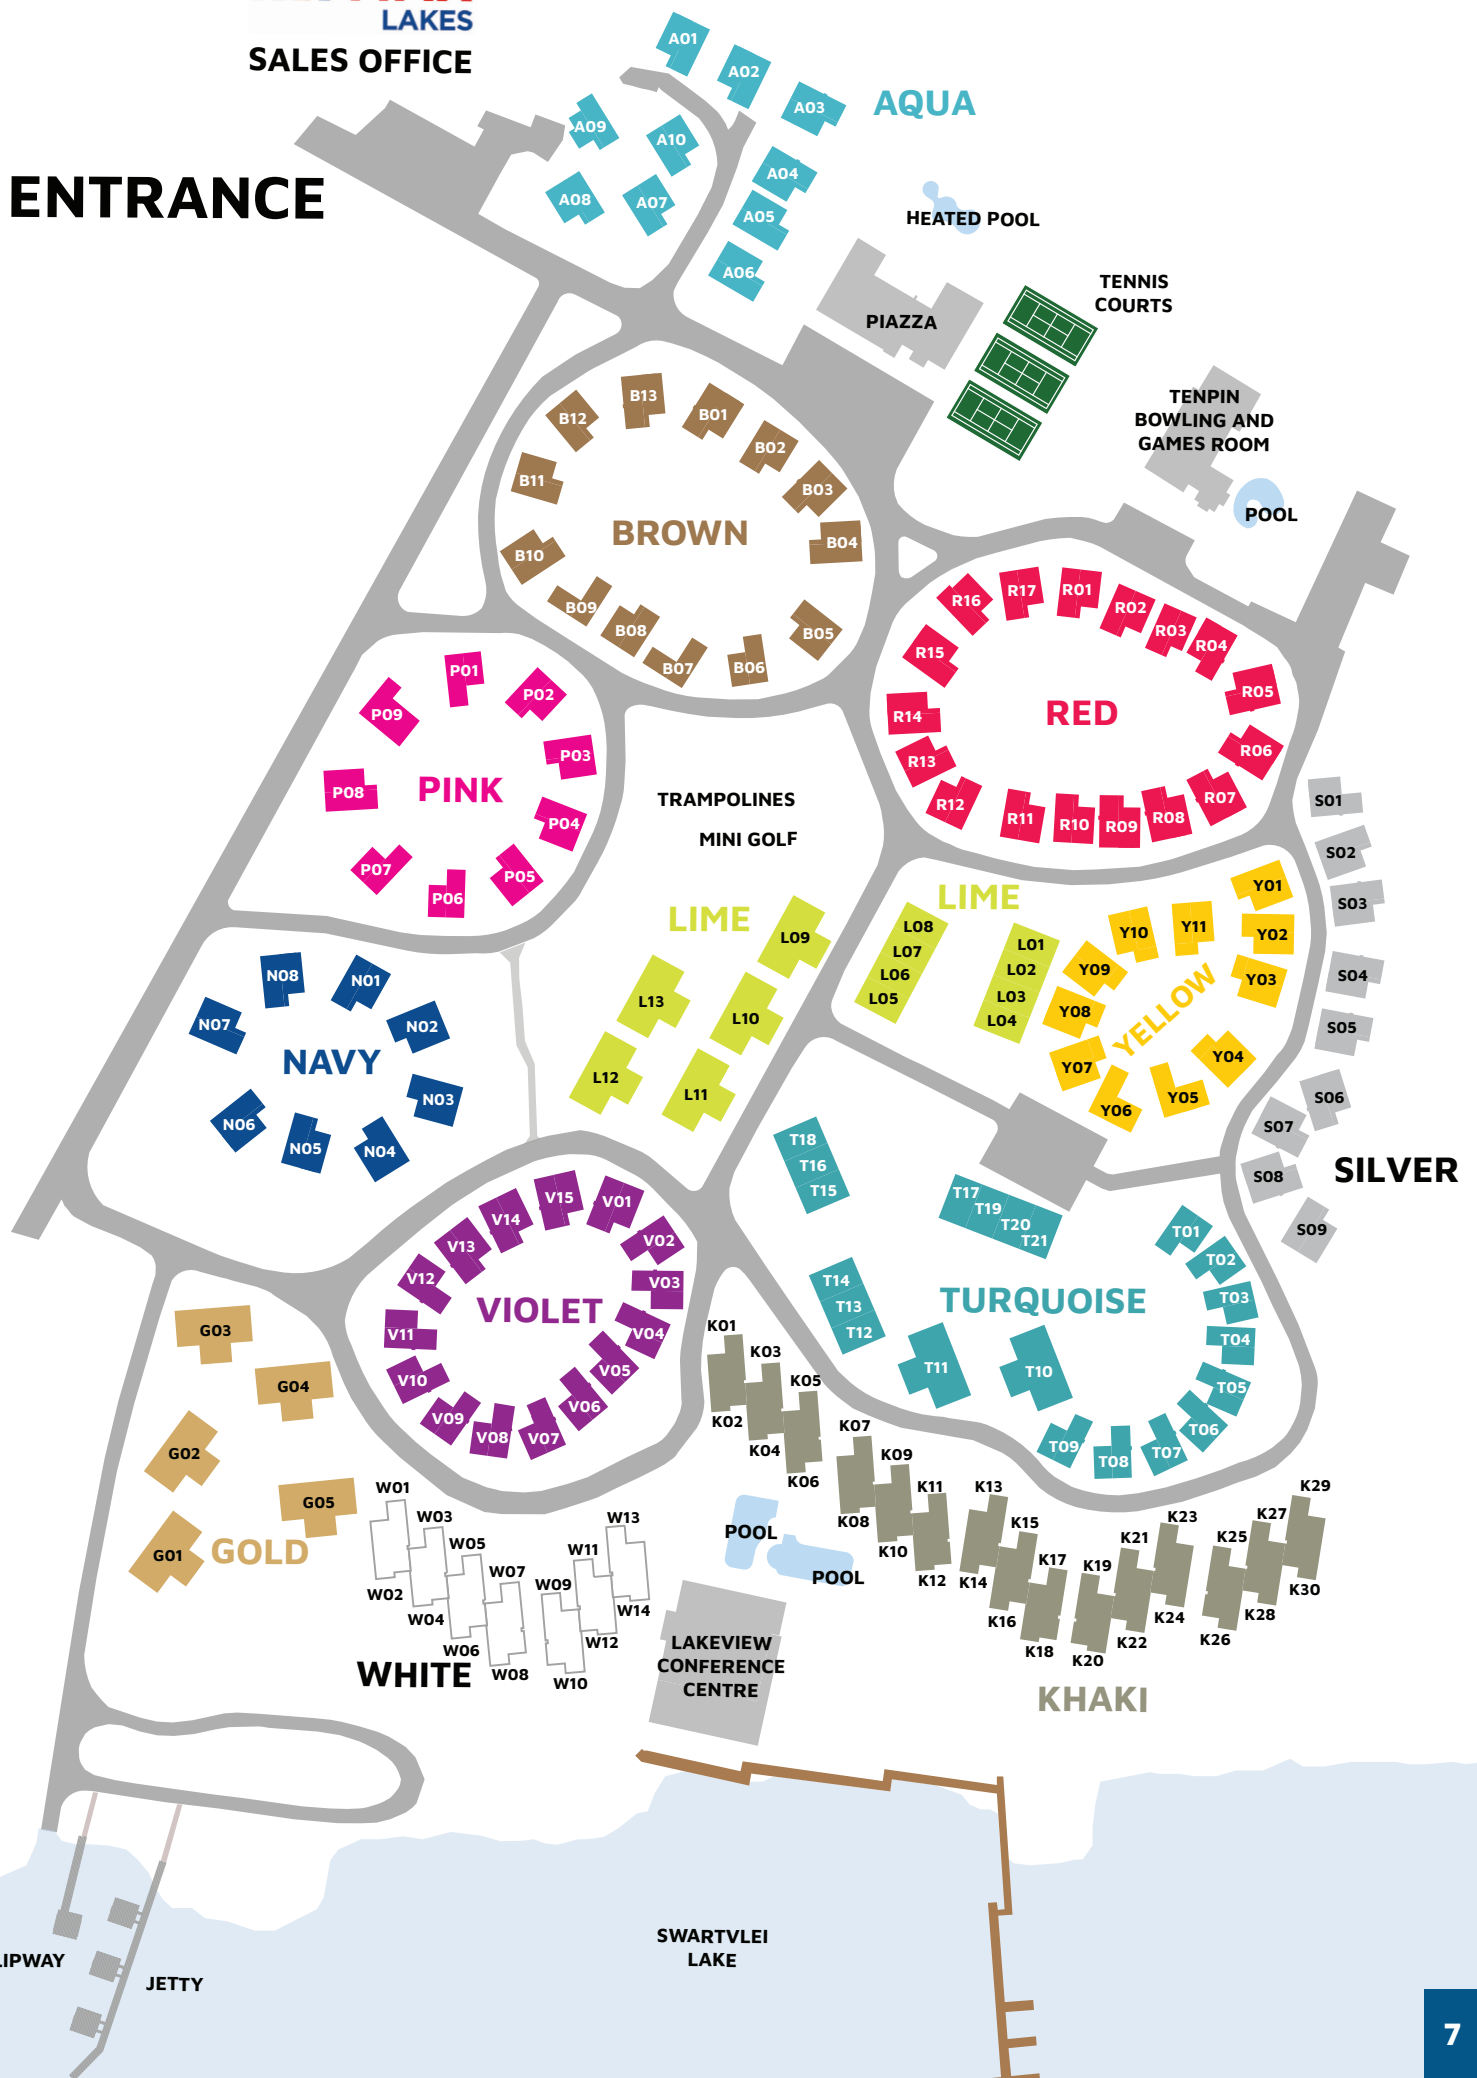 LAKES
SALES OFFICE
ENTRANCE
A01
A02
A03
AQUA
A09
A10
A04
A08
A07
A05
A06
HEATED POOL
TENNIS
COURTS
PIAZZA
TENPIN
BOWLING AND
GAMES ROOM
POOL
B13
B12
B01
B02
B11
B03
BROWN
B04
B10
B09
B08
B07
B06
B05
R17
R01
R16
R02
R03
R04
R15
R05
R14
RED
R06
R13
R12
R11
R10
R09
R08
R07
P01
P02
P09
P03
PINK
P08
P04
P07
P05
P06
TRAMPOLINES
MINI GOLF
S01
S02
S03
S04
S05
S06
S07
S08
S09
SILVER
LIME
L09
L13
L10
L12
L11
LIME
L08
L07
L06
L05
L01
L02
L03
L04
Y01
Y11
Y10
Y02
Y09
Y03
Y08
YELLOW
Y04
Y07
Y05
Y06
N08
N01
N07
N02
NAVY
N03
N06
N05
N04
T18
T16
T15
T17
T19
T20
T21
T01
T02
T03
T14
T13
T12
TURQUOISE
T04
T11
T10
T05
T06
T09
T08
T07
V15
V01
V14
V02
V13
V12
V03
VIOLET
V04
V11
V05
V10
V06
V09
V08
V07
G03
G04
G02
G05
G01
GOLD
K01
K03
K05
K02
K04
K06
K07
K09
K11
K08
K10
K12
K13
K15
K17
K14
K16
K18
K19
K21
K23
K20
K22
K24
K25
K27
K29
K26
K28
K30
KHAKI
W01
W03
W05
W07
W02
W04
W06
W08
W09
W11
W13
W10
W12
W14
WHITE
POOL
POOL
LAKEVIEW
CONFERENCE
CENTRE
SWARTVLEI
LAKE
JETTY
7